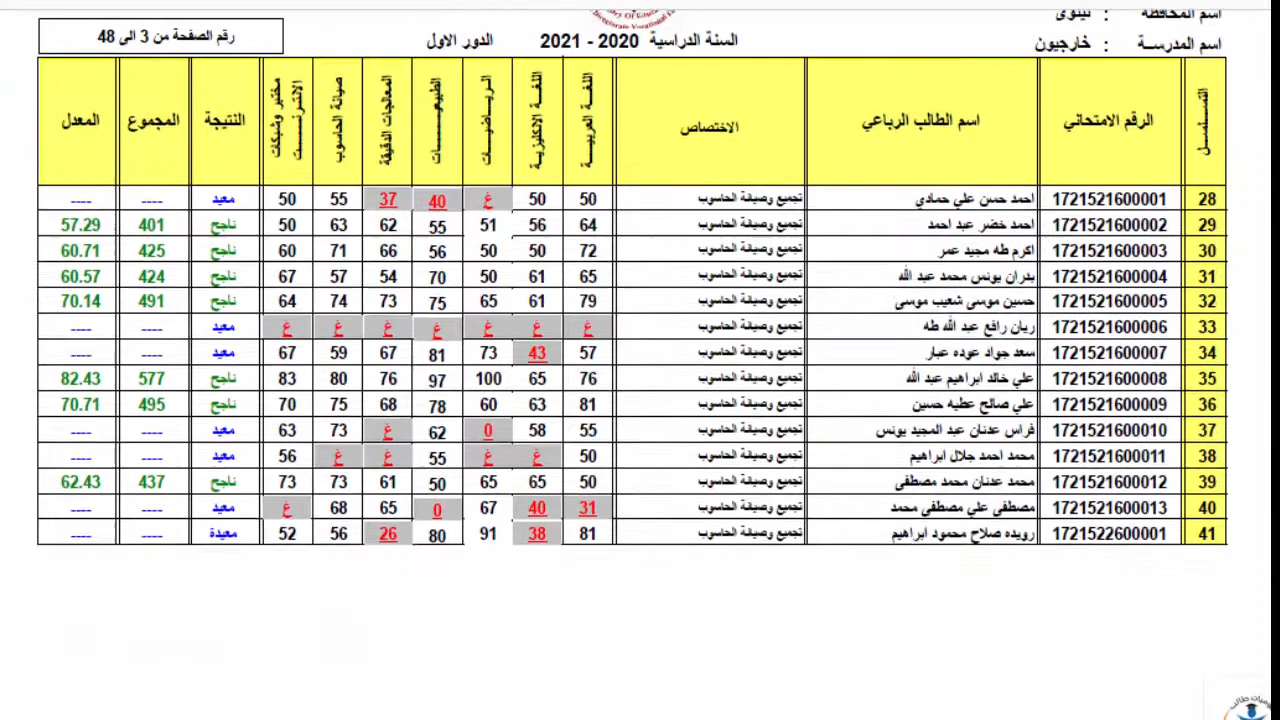 اسم المحافظة : نينوى
اسم المدرســة : خارجيون
السنة الدراسية 2020 - 2021 الدور الاول
رقم الصفحة من 3 الى 48
التسلسل الرقم الامتحاني اسم الطالب الرباعي الاختصاص اللغة العربية اللغة الانكليزية الرياضيات الطبيعيات المعالجات الدقيقة صيانة الحاسوب مختبر وشبكات الانترنت النتيجة المجموع المعدل
28 1721521600001 احمد حسن علي حمادي تجميع وصيانة الحاسوب 50 50 غ 40 37 55 50 معيد ---- ----
29 1721521600002 احمد خضر عبد احمد تجميع وصيانة الحاسوب 64 56 51 55 62 63 50 ناجح 401 57.29
30 1721521600003 اكرم طه مجيد عمر تجميع وصيانة الحاسوب 72 50 50 56 66 71 60 ناجح 425 60.71
31 1721521600004 بدران يونس محمد عبد الله تجميع وصيانة الحاسوب 65 61 50 70 54 57 67 ناجح 424 60.57
32 1721521600005 حسين موسى شعيب موسى تجميع وصيانة الحاسوب 79 61 65 75 73 74 64 ناجح 491 70.14
33 1721521600006 ريان رافع عبد الله طه تجميع وصيانة الحاسوب غ غ غ غ غ غ غ معيد ---- ----
34 1721521600007 سعد جواد عوده عبار تجميع وصيانة الحاسوب 57 43 73 81 67 59 67 معيد ---- ----
35 1721521600008 علي خالد ابراهيم عبد الله تجميع وصيانة الحاسوب 76 65 100 97 76 80 83 ناجح 577 82.43
36 1721521600009 علي صالح عطيه حسين تجميع وصيانة الحاسوب 81 63 60 78 68 75 70 ناجح 495 70.71
37 1721521600010 فراس عدنان عبد المجيد يونس تجميع وصيانة الحاسوب 55 58 0 62 غ 73 63 معيد ---- ----
38 1721521600011 محمد احمد جلال ابراهيم تجميع وصيانة الحاسوب 50 غ غ 55 غ غ 56 معيد ---- ----
39 1721521600012 محمد عدنان محمد مصطفى تجميع وصيانة الحاسوب 50 65 65 50 61 73 73 ناجح 437 62.43
40 1721521600013 مصطفى علي مصطفى محمد تجميع وصيانة الحاسوب 31 40 67 0 65 68 غ معيد ---- ----
41 1721522600001 رويده صلاح محمود ابراهيم تجميع وصيانة الحاسوب 81 38 91 80 26 56 52 معيدة ---- ----